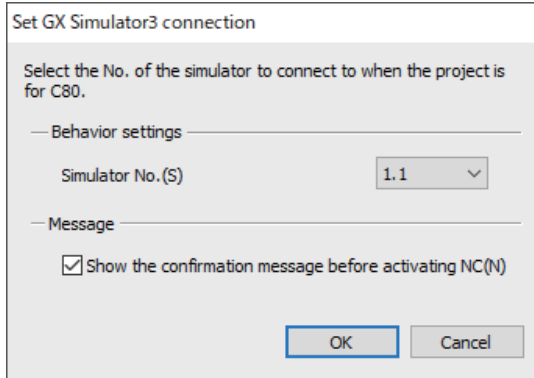 Set GX Simulator3 connection
Select the No. of the simulator to connect to when the project is
for C80.
Behavior settings
Simulator No.(S)
1.1
Message
Show the confirmation message before activating NC(N)
OK
Cancel